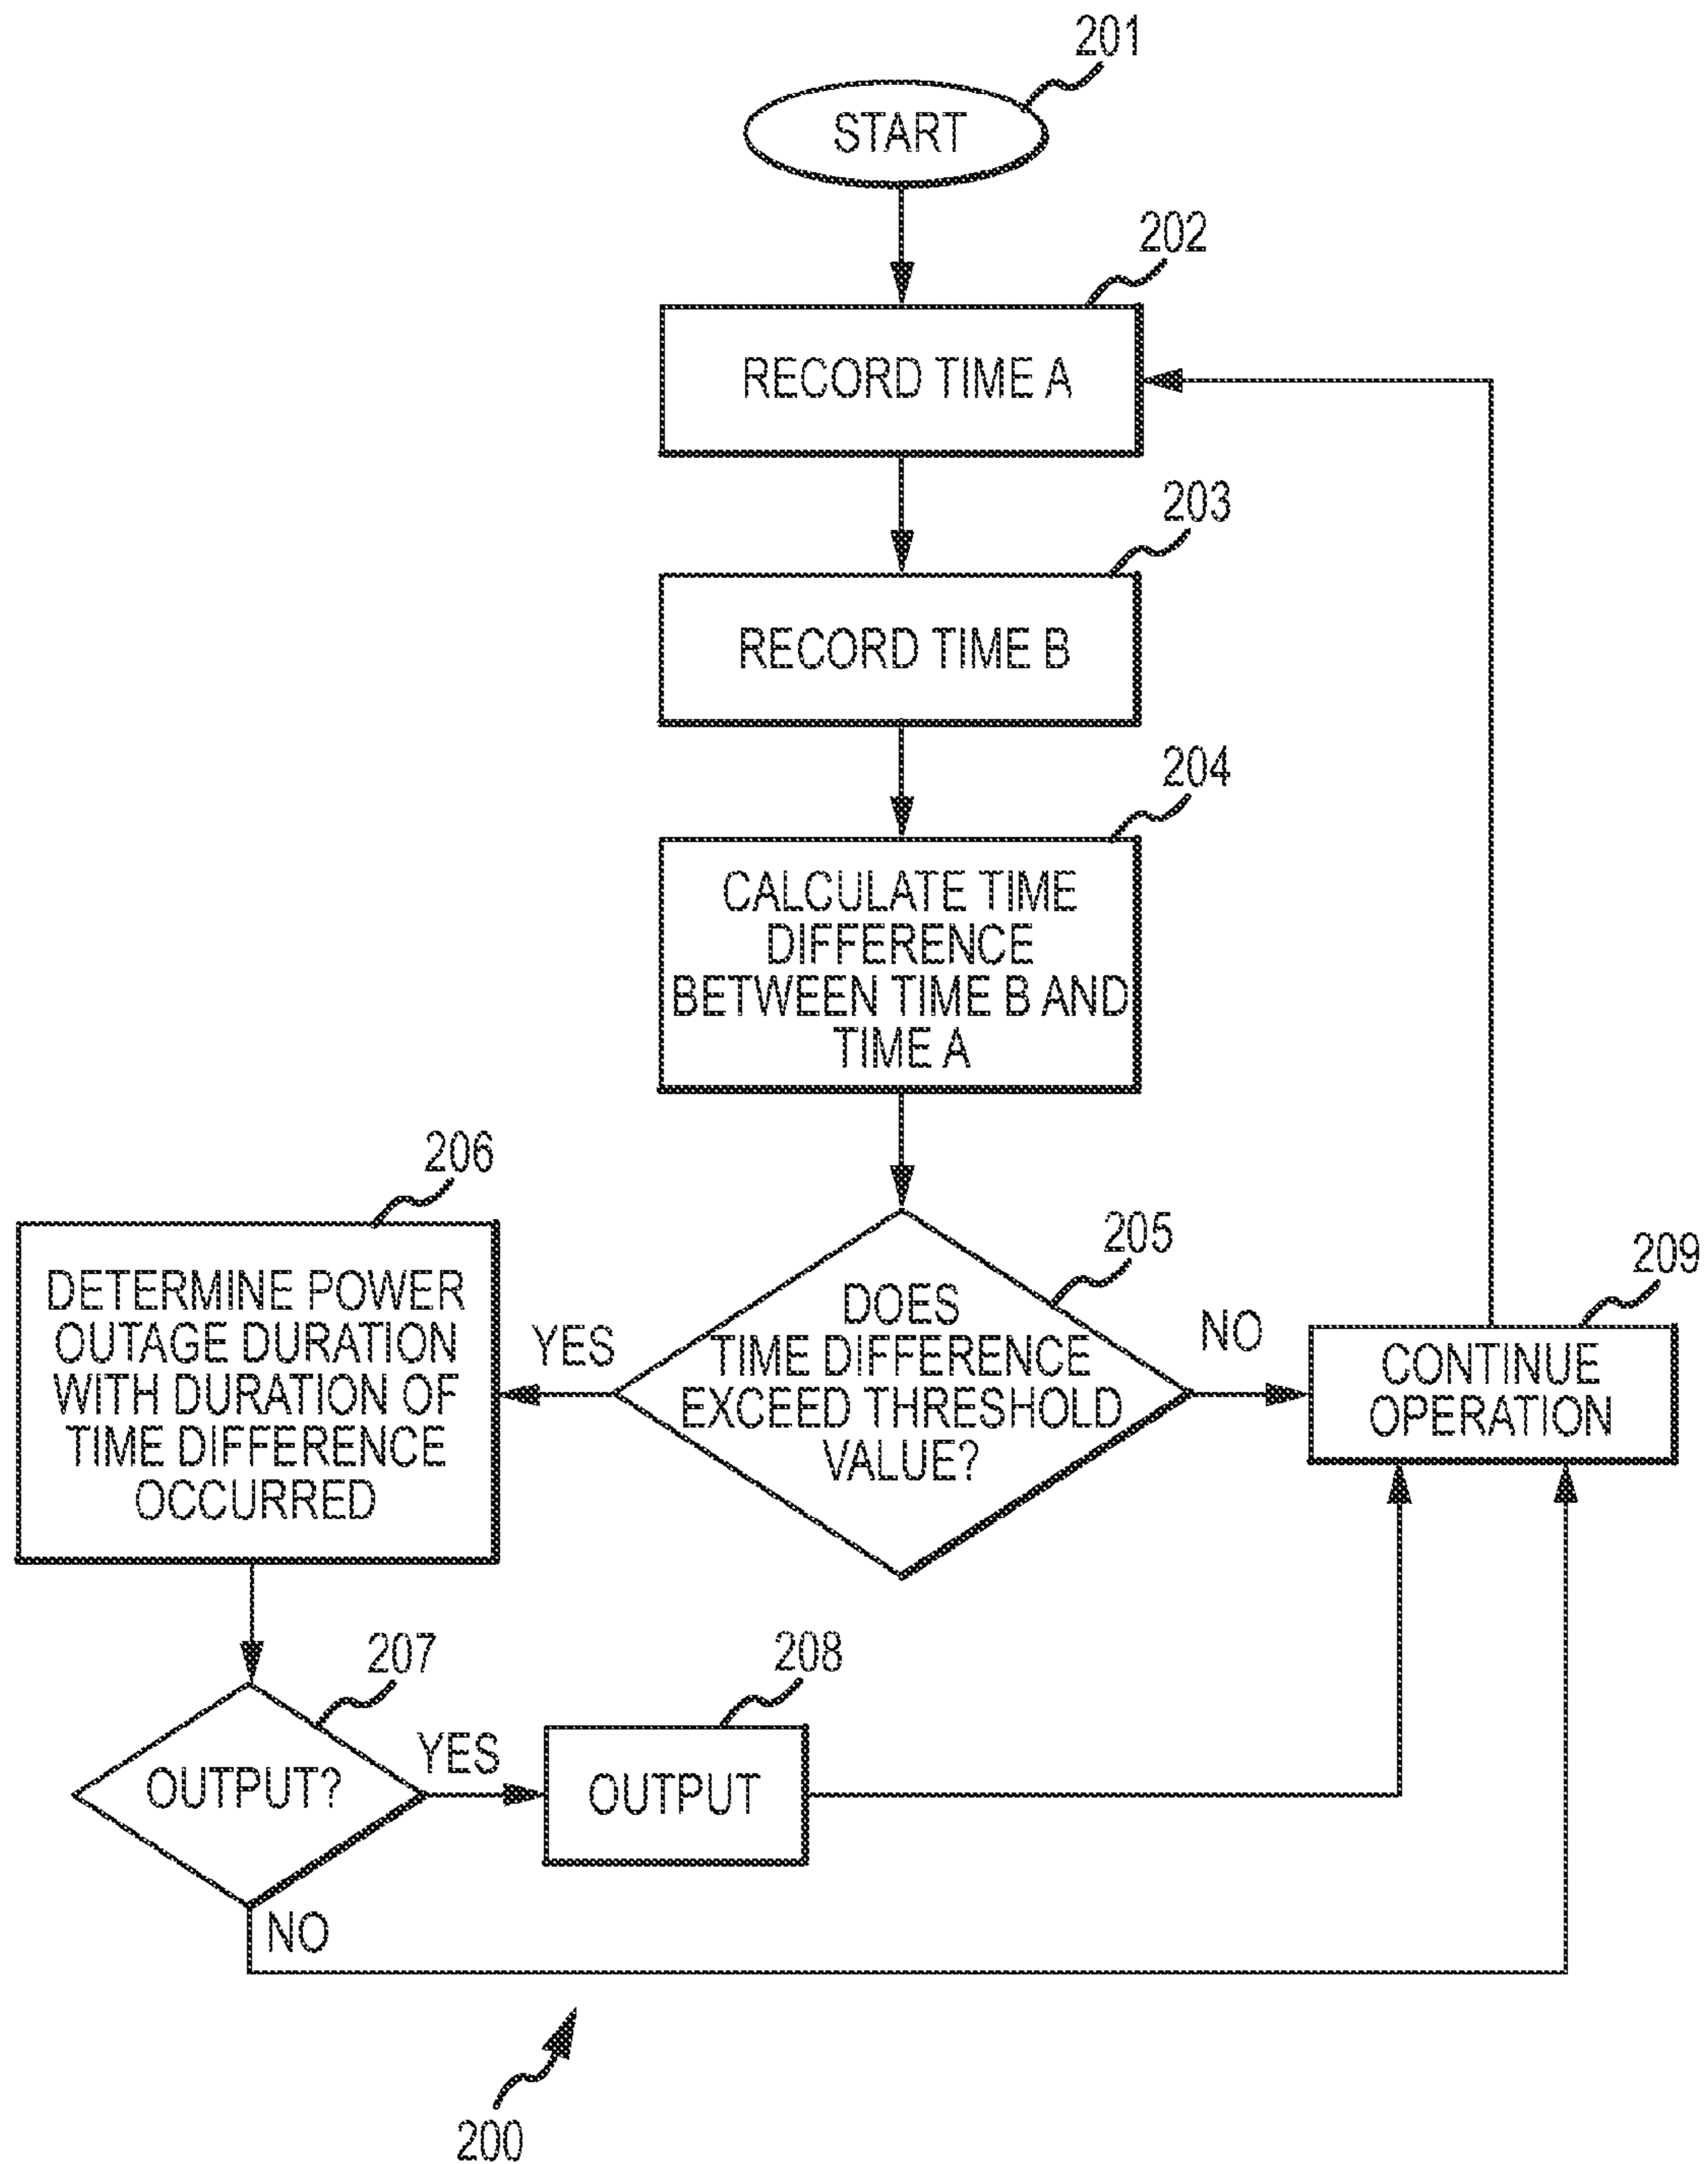 201
START
202
RECORD TIME A
203
RECORD TIME B
204
CALCULATE TIME
DIFFERENCE
BETWEEN TIME B AND
TIME A
206
DETERMINE POWER
OUTAGE DURATION
WITH DURATION OF
TIME DIFFERENCE
OCCURRED
YES
205
DOES
TIME DIFFERENCE
EXCEED THRESHOLD
VALUE?
NO
209
CONTINUE
OPERATION
207
OUTPUT?
YES
208
OUTPUT
NO
200